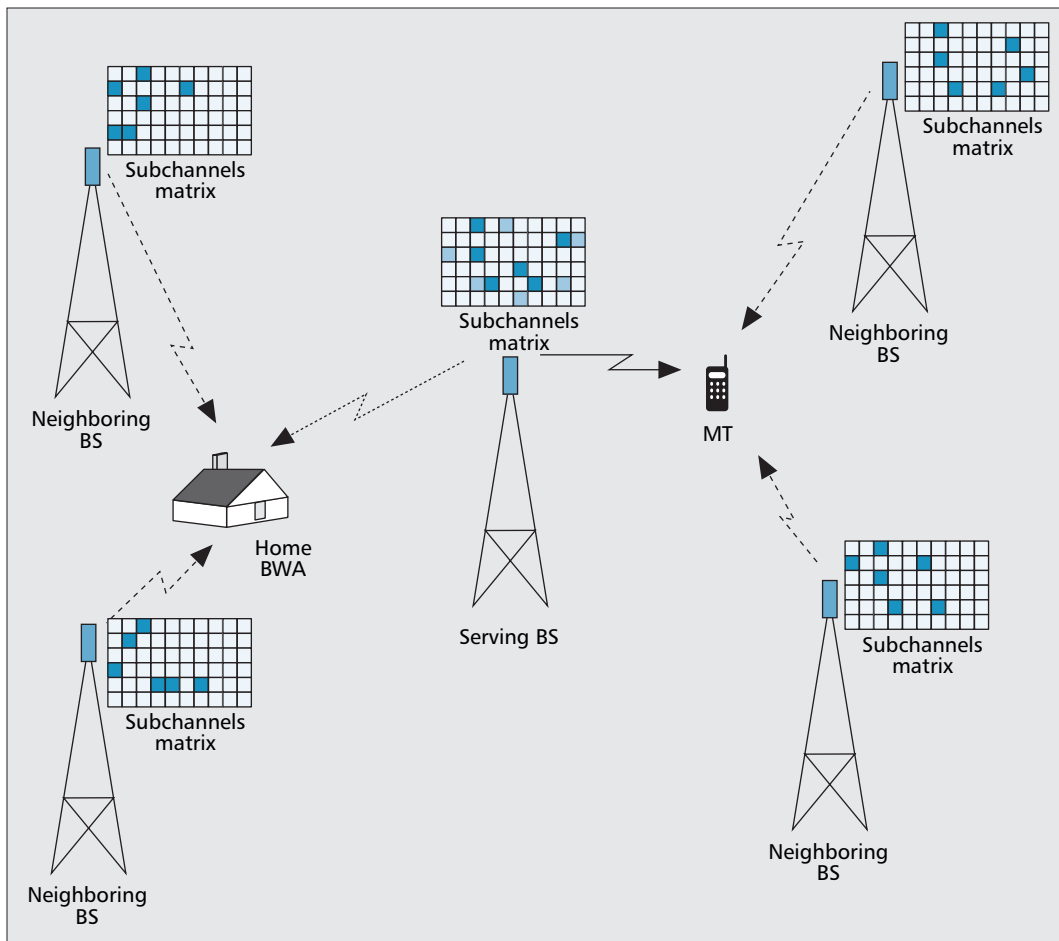 Subchannels
matrix
Neighboring
BS
Subchannels
matrix
Neighboring
BS
Subchannels
matrix
Serving BS
MT
Home
BWA
Subchannels
matrix
Neighboring
BS
Subchannels
matrix
Neighboring
BS